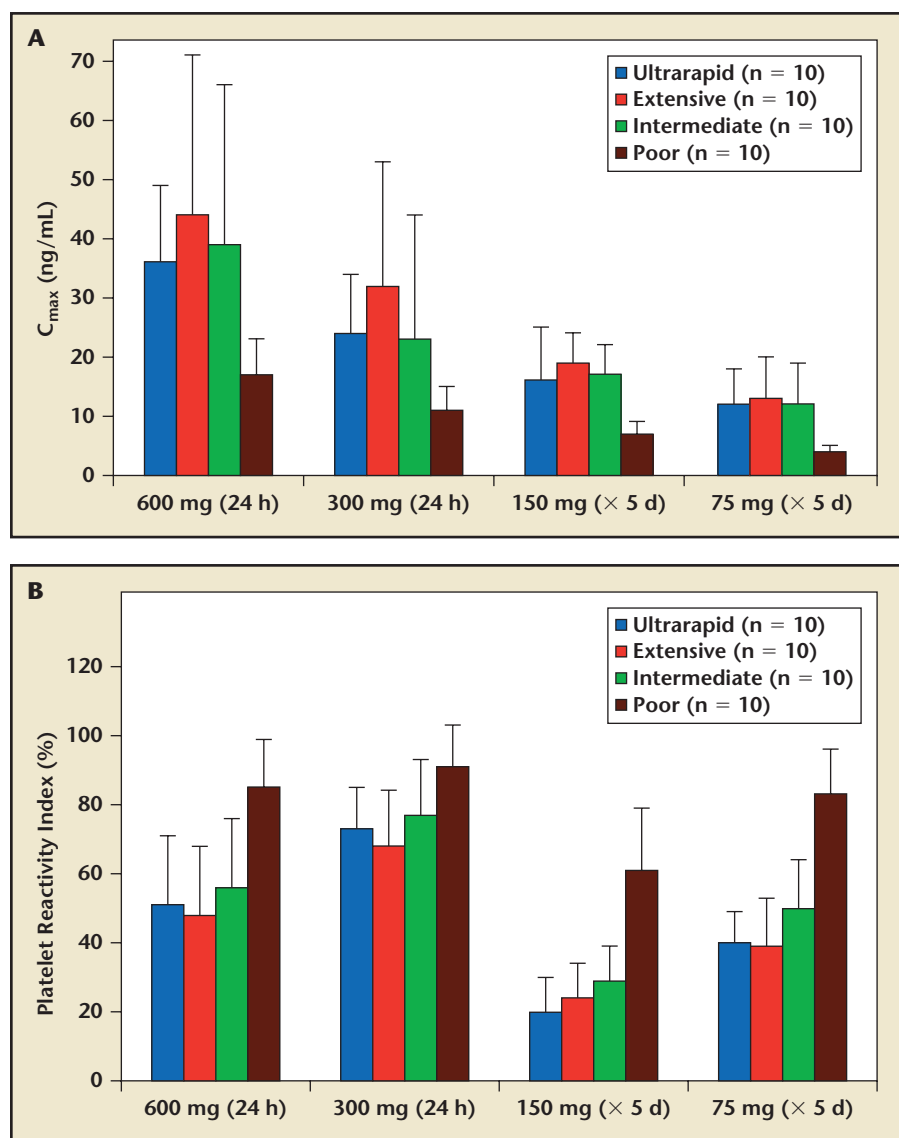 A
Ultrarapid (n = 10)
Extensive (n = 10)
Intermediate (n = 10)
Poor (n = 10)
C_max (ng/mL)
70
60
50
40
30
20
10
0
600 mg (24 h) 300 mg (24 h) 150 mg (× 5 d) 75 mg (× 5 d)
B
Ultrarapid (n = 10)
Extensive (n = 10)
Intermediate (n = 10)
Poor (n = 10)
Platelet Reactivity Index (%)
120
100
80
60
40
20
0
600 mg (24 h) 300 mg (24 h) 150 mg (× 5 d) 75 mg (× 5 d)